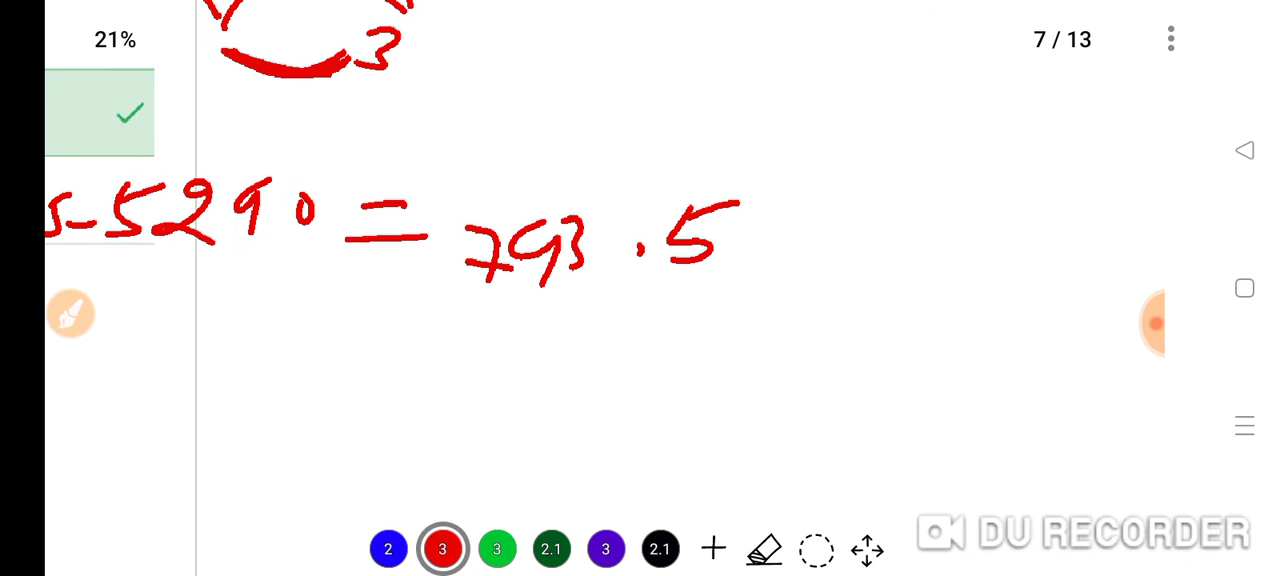 21%
7 / 13
3
5-5290 = 793.5
2 3 3 2.1 3 2.1
DU RECORDER